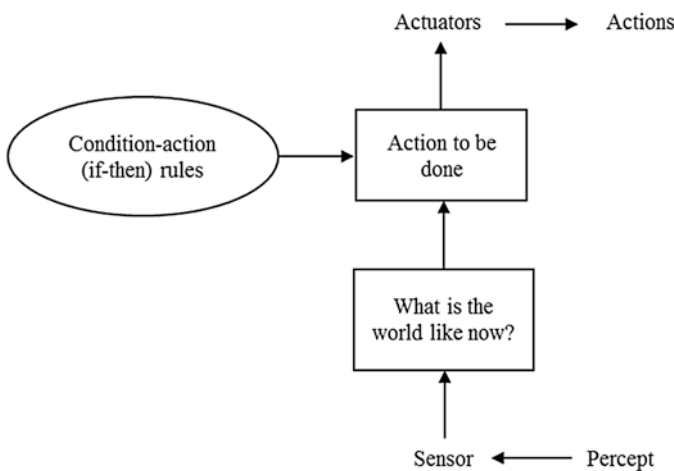 Actuators
Actions
Condition-action
(if-then) rules
Action to be
done
What is the
world like now?
Sensor
Percept